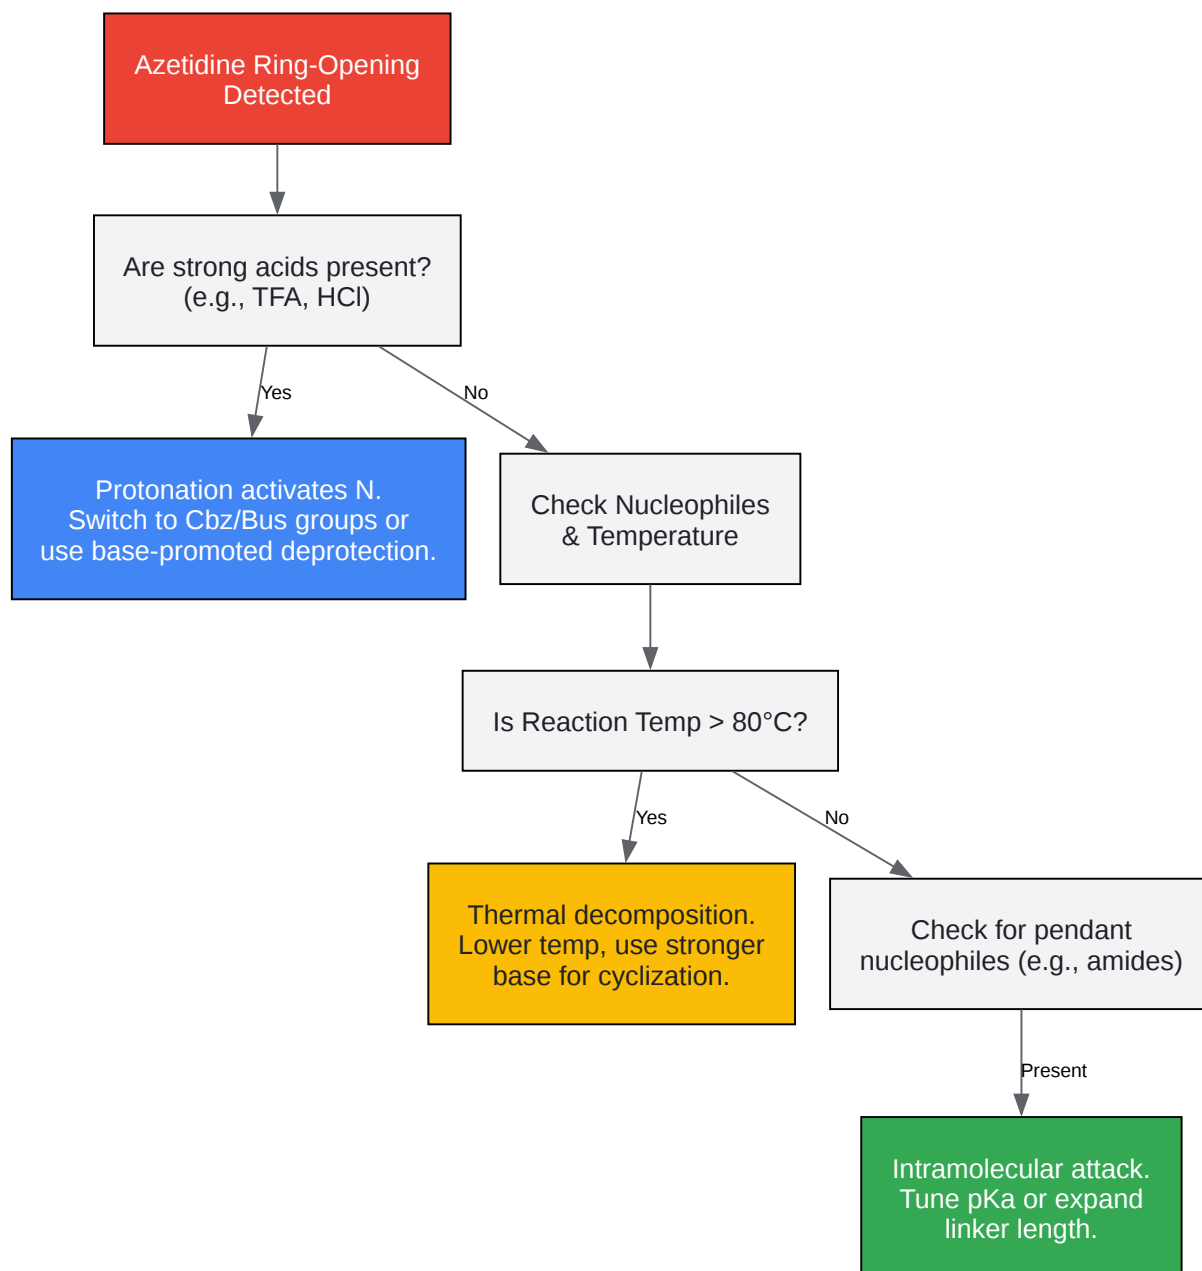 Azetidine Ring-Opening
Detected
Are strong acids present?
(e.g., TFA, HCl)
Yes
No
Protonation activates N.
Switch to Cbz/Bus groups or
use base-promoted deprotection.
Check Nucleophiles
& Temperature
Is Reaction Temp > 80°C?
Yes
No
Thermal decomposition.
Lower temp, use stronger
base for cyclization.
Check for pendant
nucleophiles (e.g., amides)
Present
Intramolecular attack.
Tune pKa or expand
linker length.